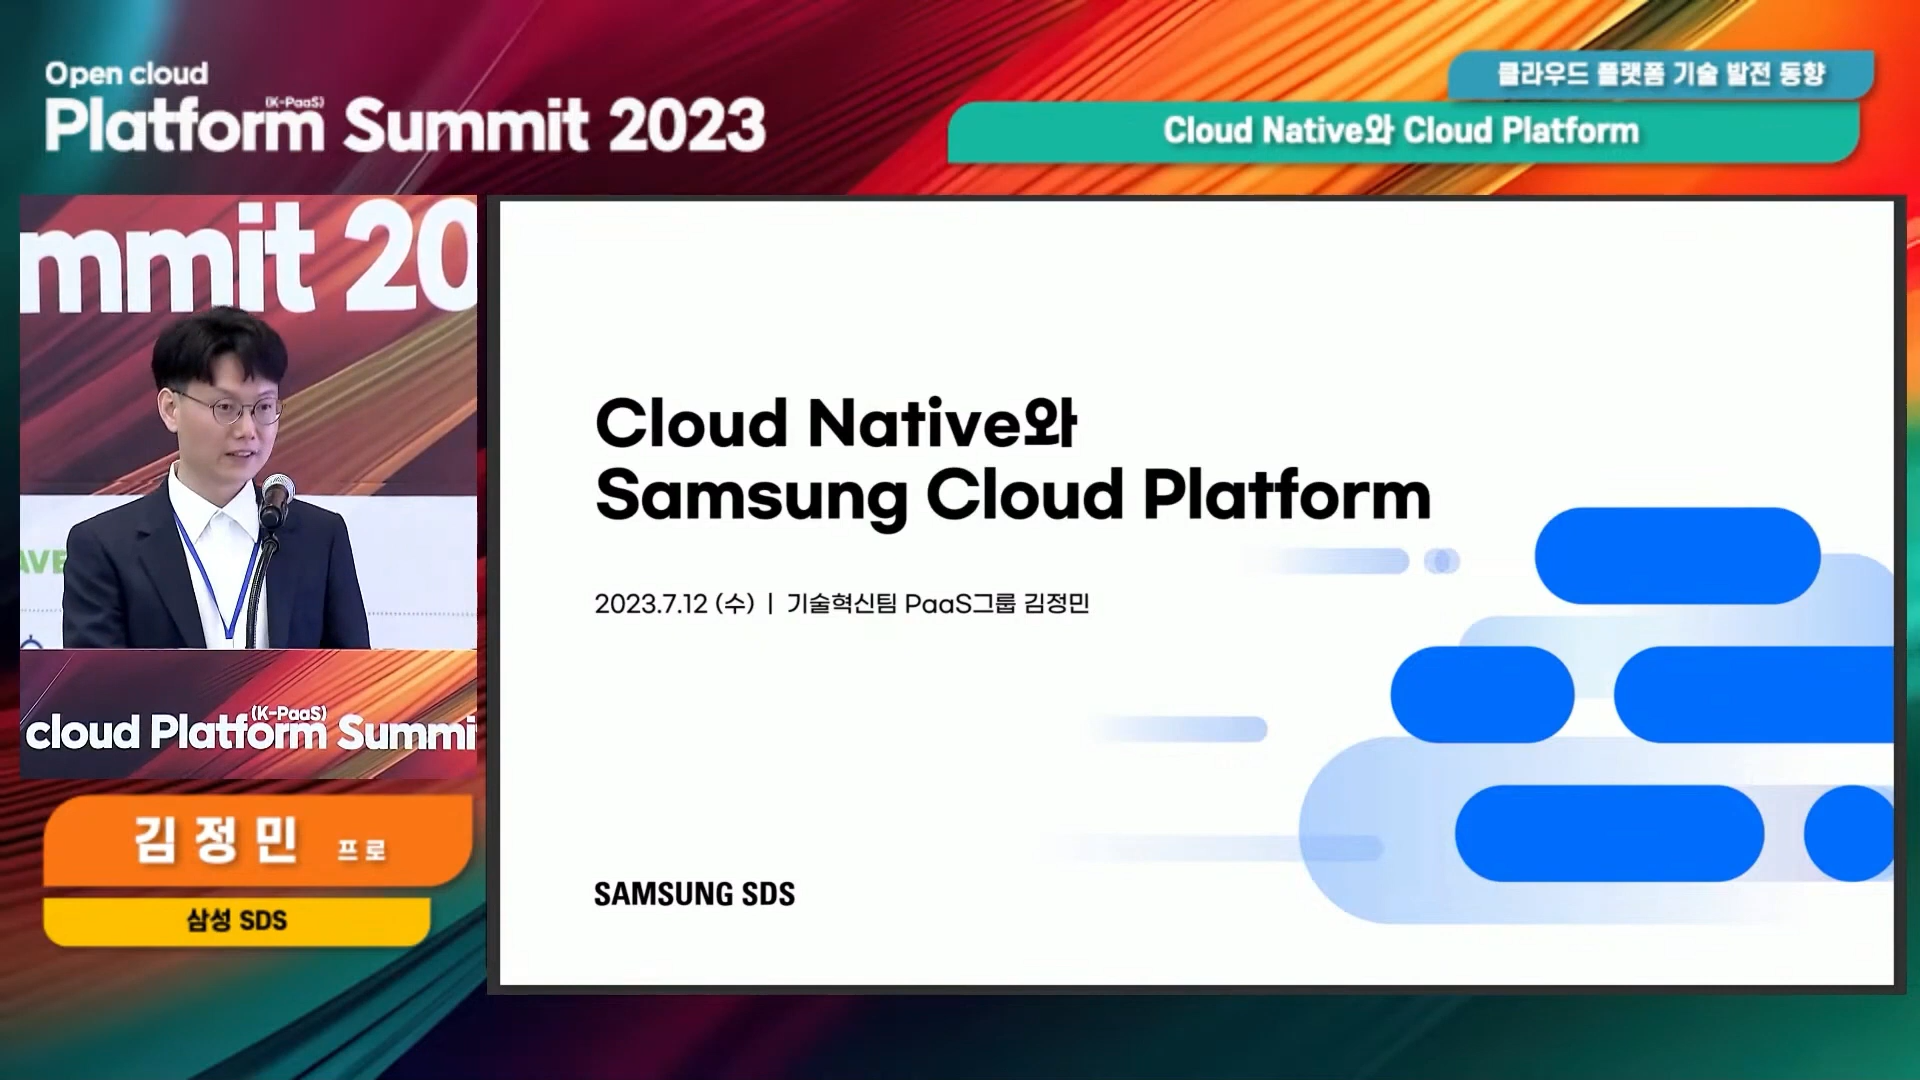 Open cloud
(K-PaaS)
Platform Summit 2023
클라우드 플랫폼 기술 발전 동향
Cloud Native와 Cloud Platform
mmit 20
AVE
(K-PaaS)
cloud Platform Summi
김정민 프로
삼성 SDS
Cloud Native와
Samsung Cloud Platform
2023.7.12 (수) | 기술혁신팀 PaaS그룹 김정민
SAMSUNG SDS